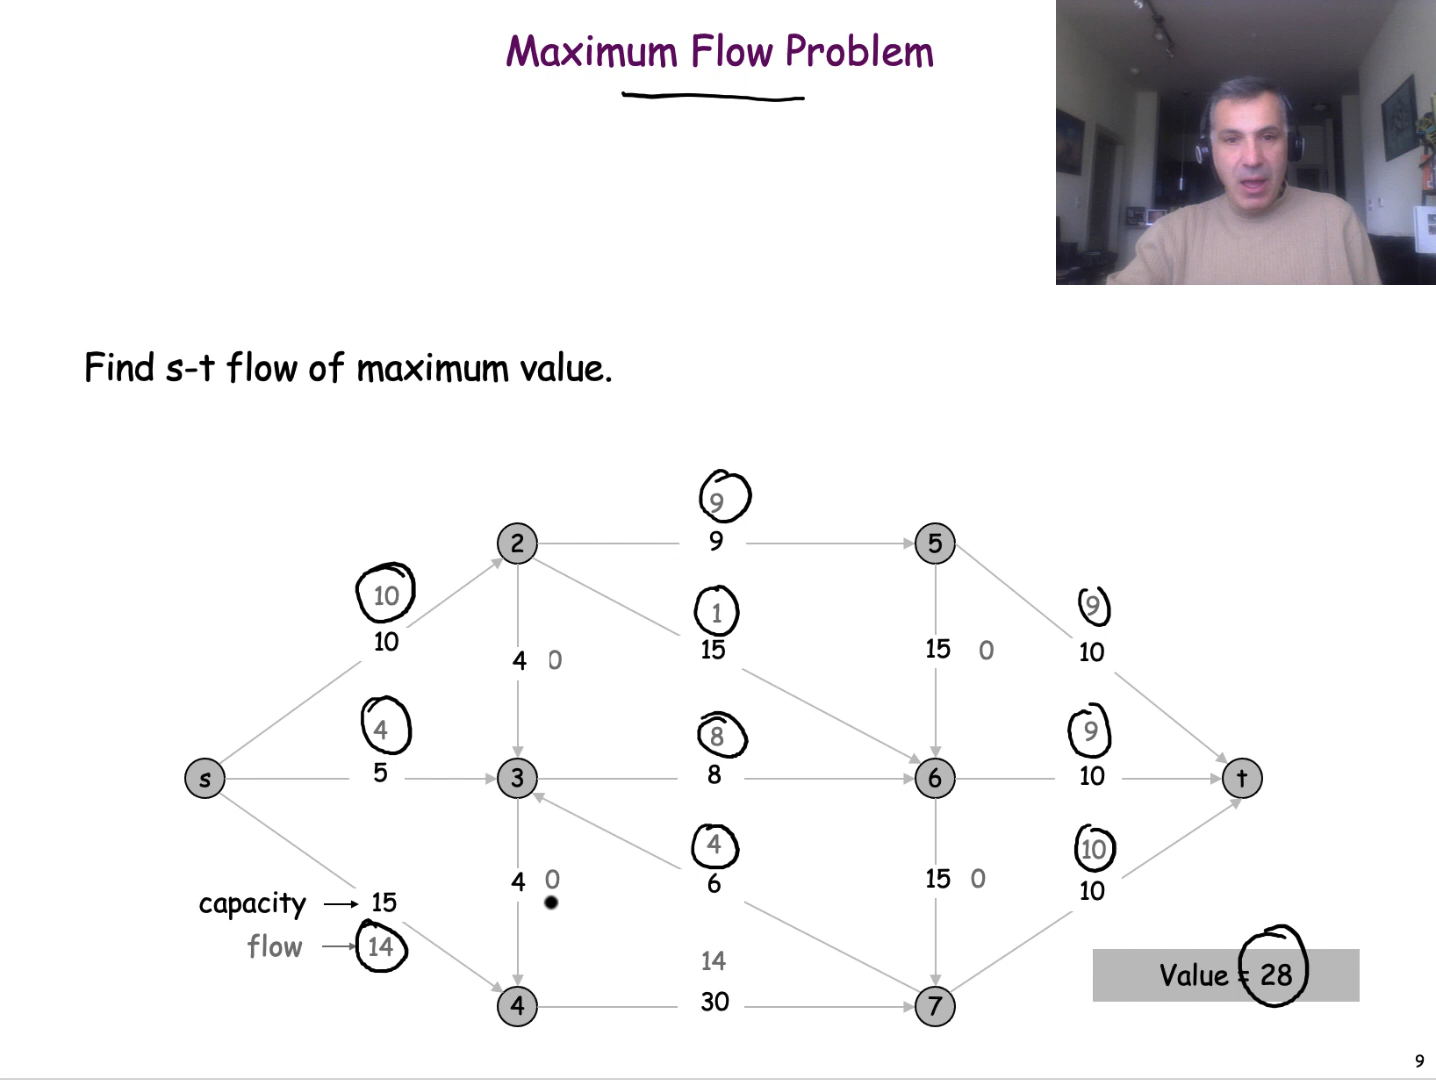 Maximum Flow Problem
Find s-t flow of maximum value.
9
2 9 5
10 1 9
10 15 10
4 0 15 0
4 8 9
s 5 3 8 6 10 t
4 10
4 0 6 15 0 10
capacity 15
flow 14 14
Value = 28
4 30 7
9